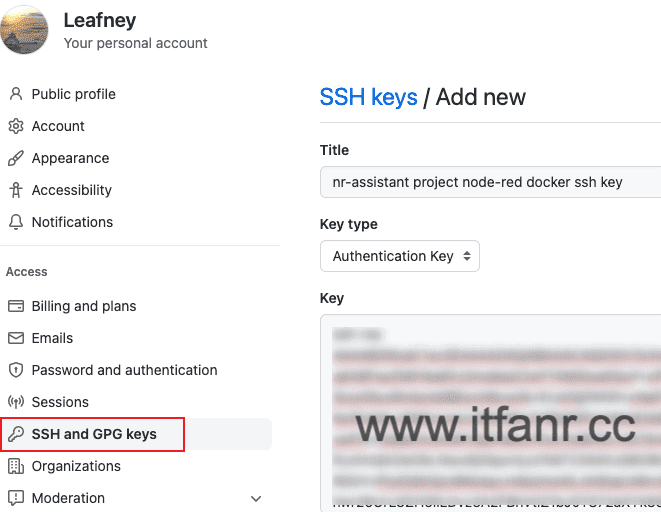 Leafney
Your personal account
Public profile
Account
Appearance
Accessibility
Notifications
Access
Billing and plans
Emails
Password and authentication
Sessions
SSH and GPG keys
Organizations
Moderation
SSH keys / Add new
Title
nr-assistant project node-red docker ssh key
Key type
Authentication Key
Key
www.itfanr.cc